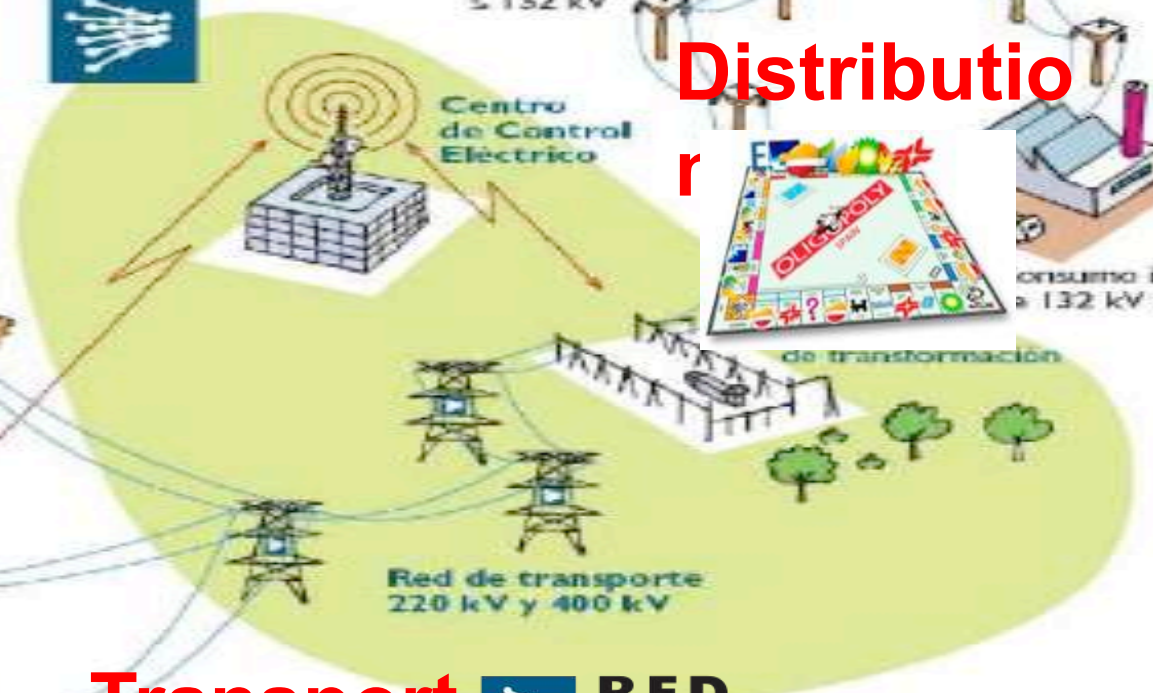 ≤ 132 kV
Distributio
n
Centro
de Control
Eléctrico
OLIGOPOLY
SPAIN
132 kV
de transformación
Red de transporte
220 kV y 400 kV
Transport
RED